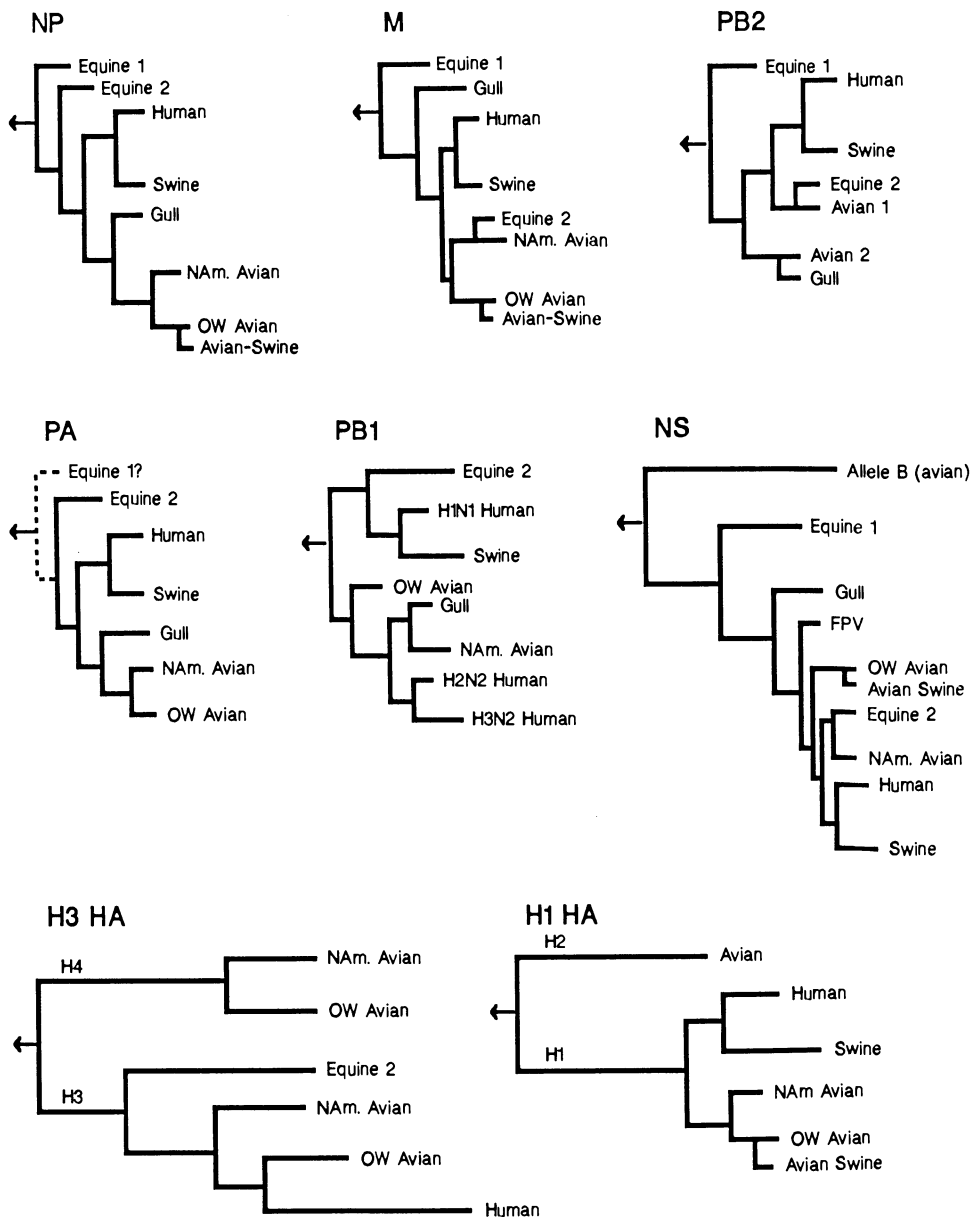 NP
Equine 1
Equine 2
Human
Swine
Gull
NAm. Avian
OW Avian
Avian-Swine
M
Equine 1
Gull
Human
Swine
Equine 2
NAm. Avian
OW Avian
Avian-Swine
PB2
Equine 1
Human
Swine
Equine 2
Avian 1
Avian 2
Gull
PA
Equine 1?
Equine 2
Human
Swine
Gull
NAm. Avian
OW Avian
PB1
Equine 2
H1N1 Human
Swine
OW Avian
Gull
NAm. Avian
H2N2 Human
H3N2 Human
NS
Allele B (avian)
Equine 1
Gull
FPV
OW Avian
Avian Swine
Equine 2
NAm. Avian
Human
Swine
H3 HA
H4
NAm. Avian
OW Avian
H3
Equine 2
NAm. Avian
OW Avian
Human
H1 HA
H2
Avian
H1
Human
Swine
NAm Avian
OW Avian
Avian Swine